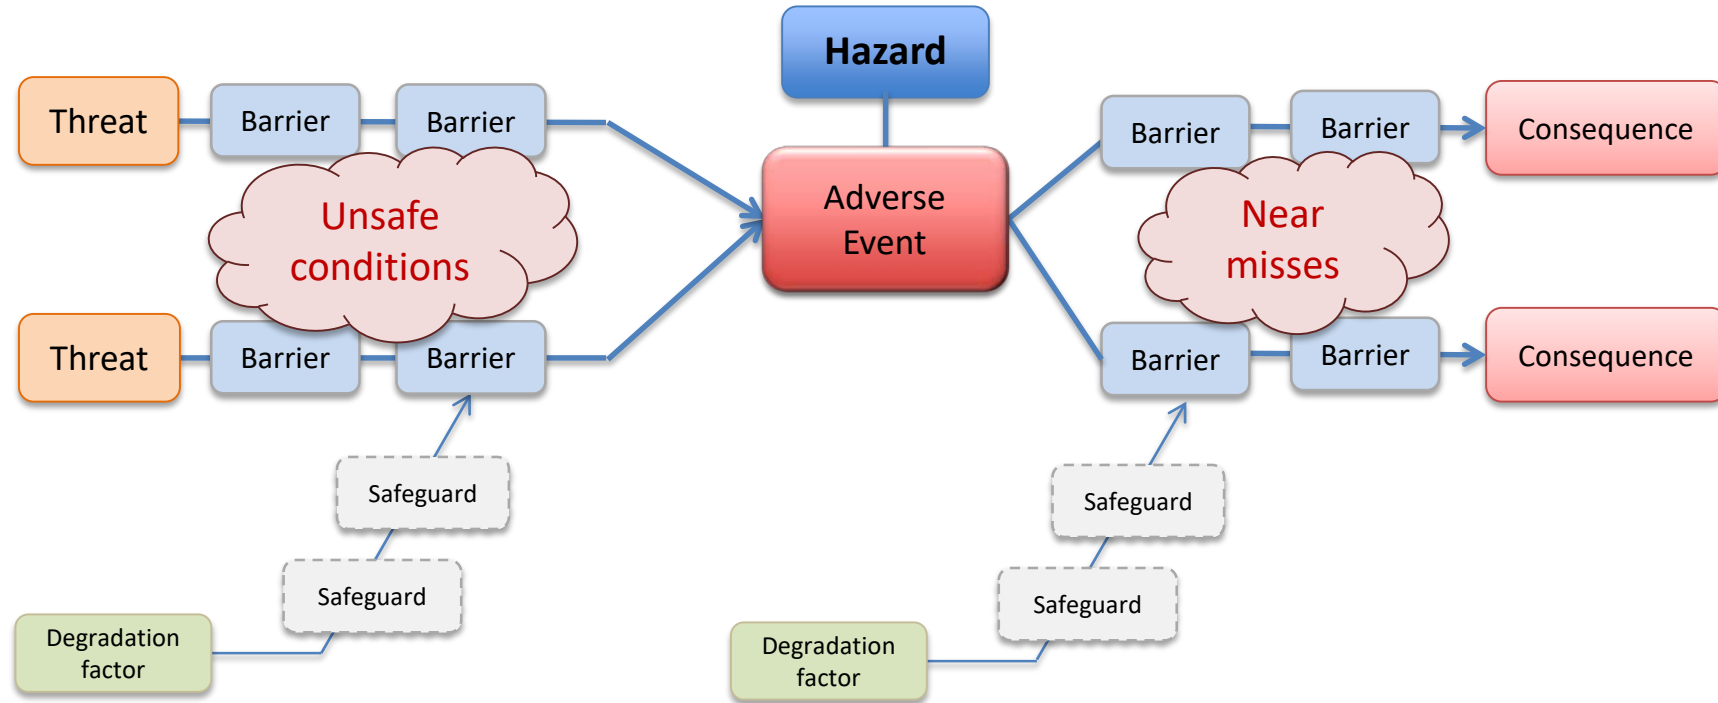 Hazard
Threat
Barrier
Barrier
Barrier
Barrier
Consequence
Adverse
Event
Unsafe
conditions
Near
misses
Threat
Barrier
Barrier
Barrier
Barrier
Consequence
Safeguard
Safeguard
Safeguard
Safeguard
Degradation
factor
Degradation
factor